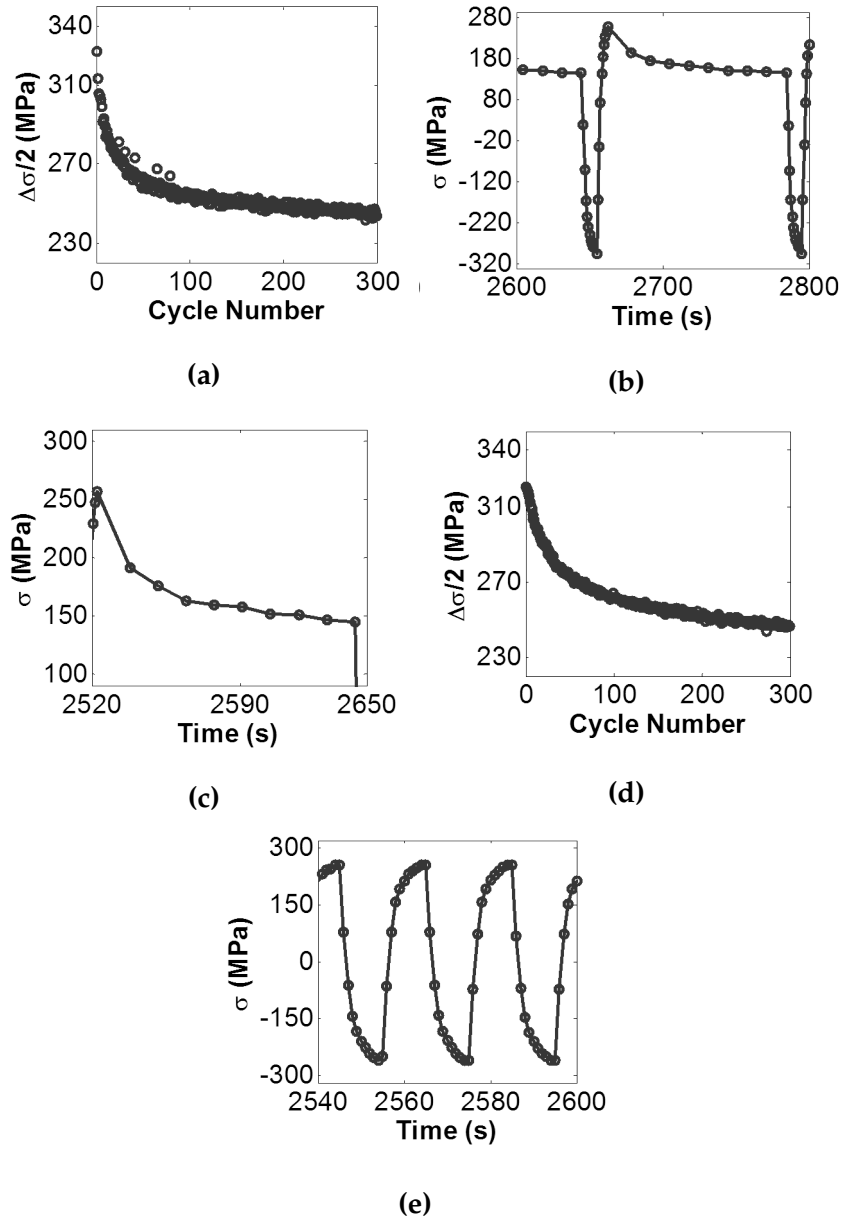 340
310
270
230
Δσ/2 (MPa)
0 100 200 300
Cycle Number
(a)
280
180
80
-20
-120
-220
-320
σ (MPa)
2600 2700 2800
Time (s)
(b)
300
250
200
150
100
σ (MPa)
2520 2590 2650
Time (s)
(c)
340
310
270
230
Δσ/2 (MPa)
0 100 200 300
Cycle Number
(d)
300
150
0
-150
-300
σ (MPa)
2540 2560 2580 2600
Time (s)
(e)